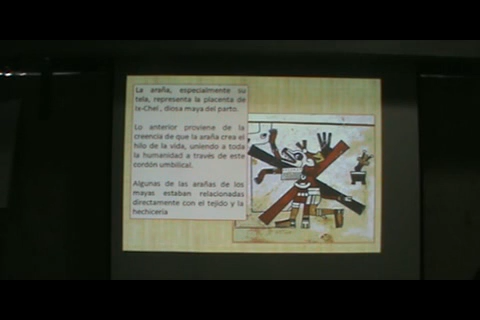 La araña, especialmente su
tela, representa la placenta de
Ix-Chel, diosa maya del parto.
Lo anterior proviene de la
creencia de que la araña crea el
hilo de la vida, uniendo a toda
la humanidad a través de este
cordón umbilical.
Algunas de las arañas de los
mayas estaban relacionadas
directamente con el tejido y la
hechicería